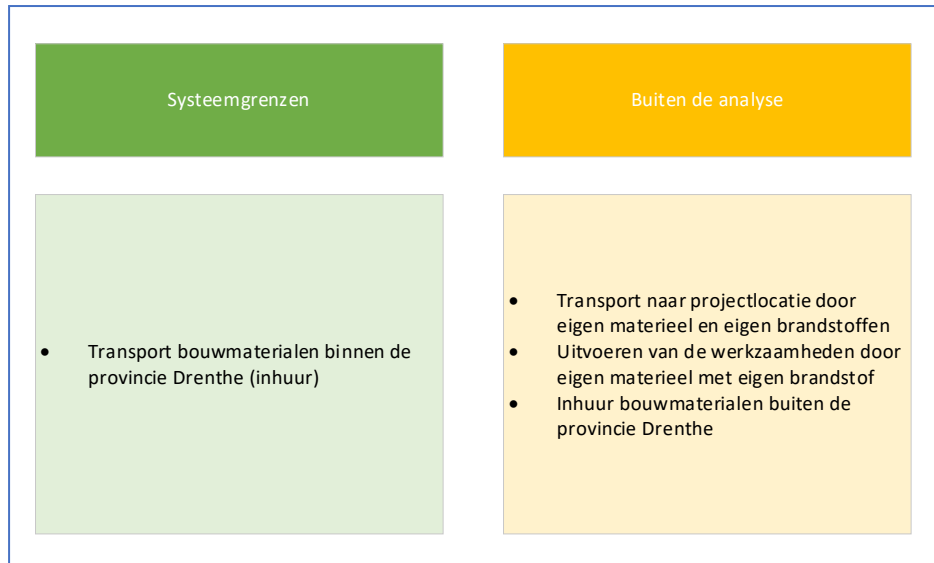 Systeemgrenzen
Buiten de analyse
• Transport bouwmaterialen binnen de
provincie Drenthe (inhuur)
• Transport naar projectlocatie door
eigen materieel en eigen brandstoffen
• Uitvoeren van de werkzaamheden door
eigen materieel met eigen brandstof
• Inhuur bouwmaterialen buiten de
provincie Drenthe